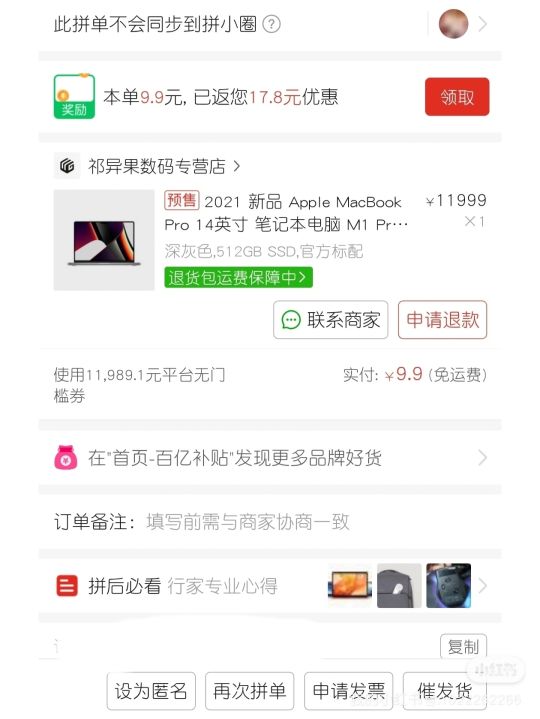 此拼单不会同步到拼小圈
奖励
本单9.9元, 已返您17.8元优惠
领取
祁异果数码专营店
预售 2021 新品 Apple MacBook
¥11999
Pro 14英寸 笔记本电脑 M1 Pr…
×1
深灰色,512GB SSD,官方标配
退货包运费保障中
联系商家
申请退款
使用11,989.1元平台无门
槛券
实付: ¥9.9 (免运费)
在"首页-百亿补贴"发现更多品牌好货
订单备注: 填写前需与商家协商一致
拼后必看 行家专业心得
复制
小红书
设为匿名
再次拼单
申请发票
催发货